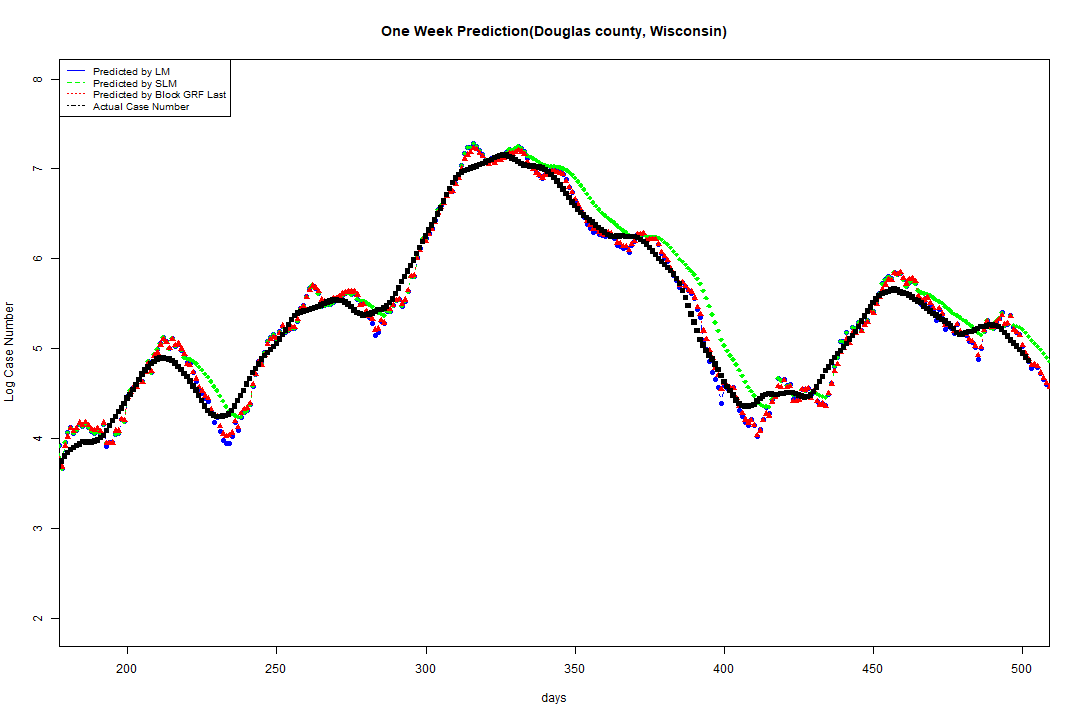 One Week Prediction(Douglas county, Wisconsin)
Predicted by LM
Predicted by SLM
Predicted by Block GRF Last
Actual Case Number
8
7
6
5
4
3
2
Log Case Number
200 250 300 350 400 450 500
days